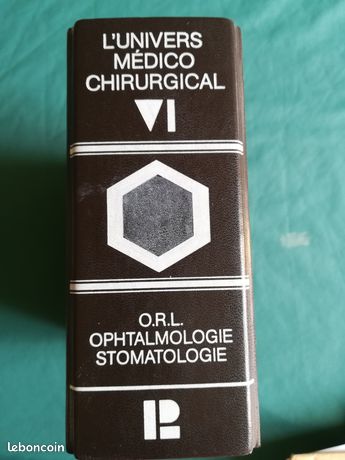 L'UNIVERS
MÉDICO
CHIRURGICAL
VI
O.R.L.
OPHTALMOLOGIE
STOMATOLOGIE
leboncoin